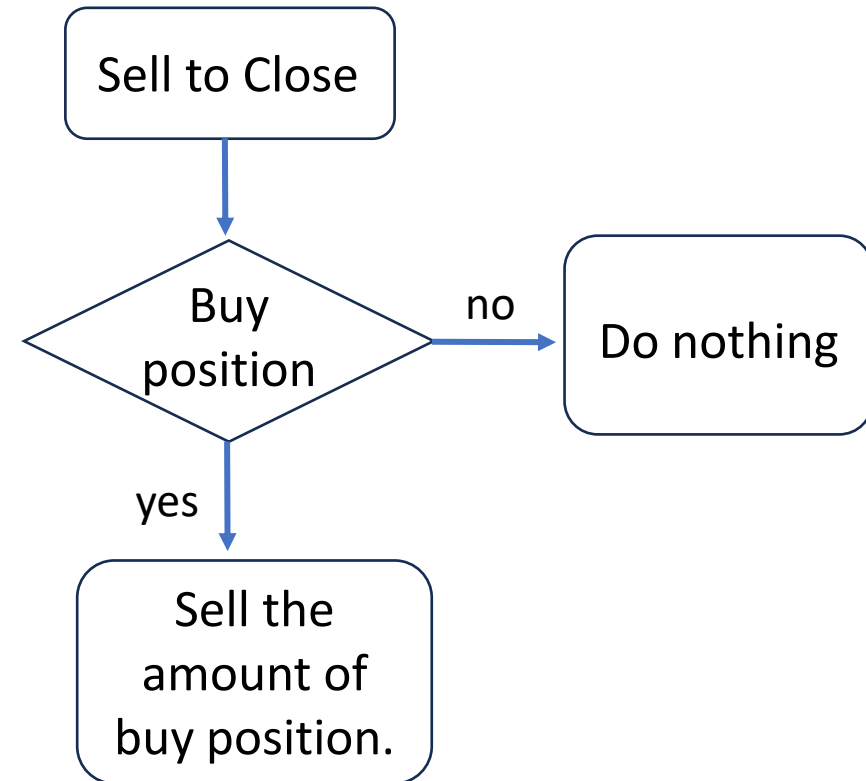 Sell to Close
Buy
position
no
Do nothing
yes
Sell the
amount of
buy position.